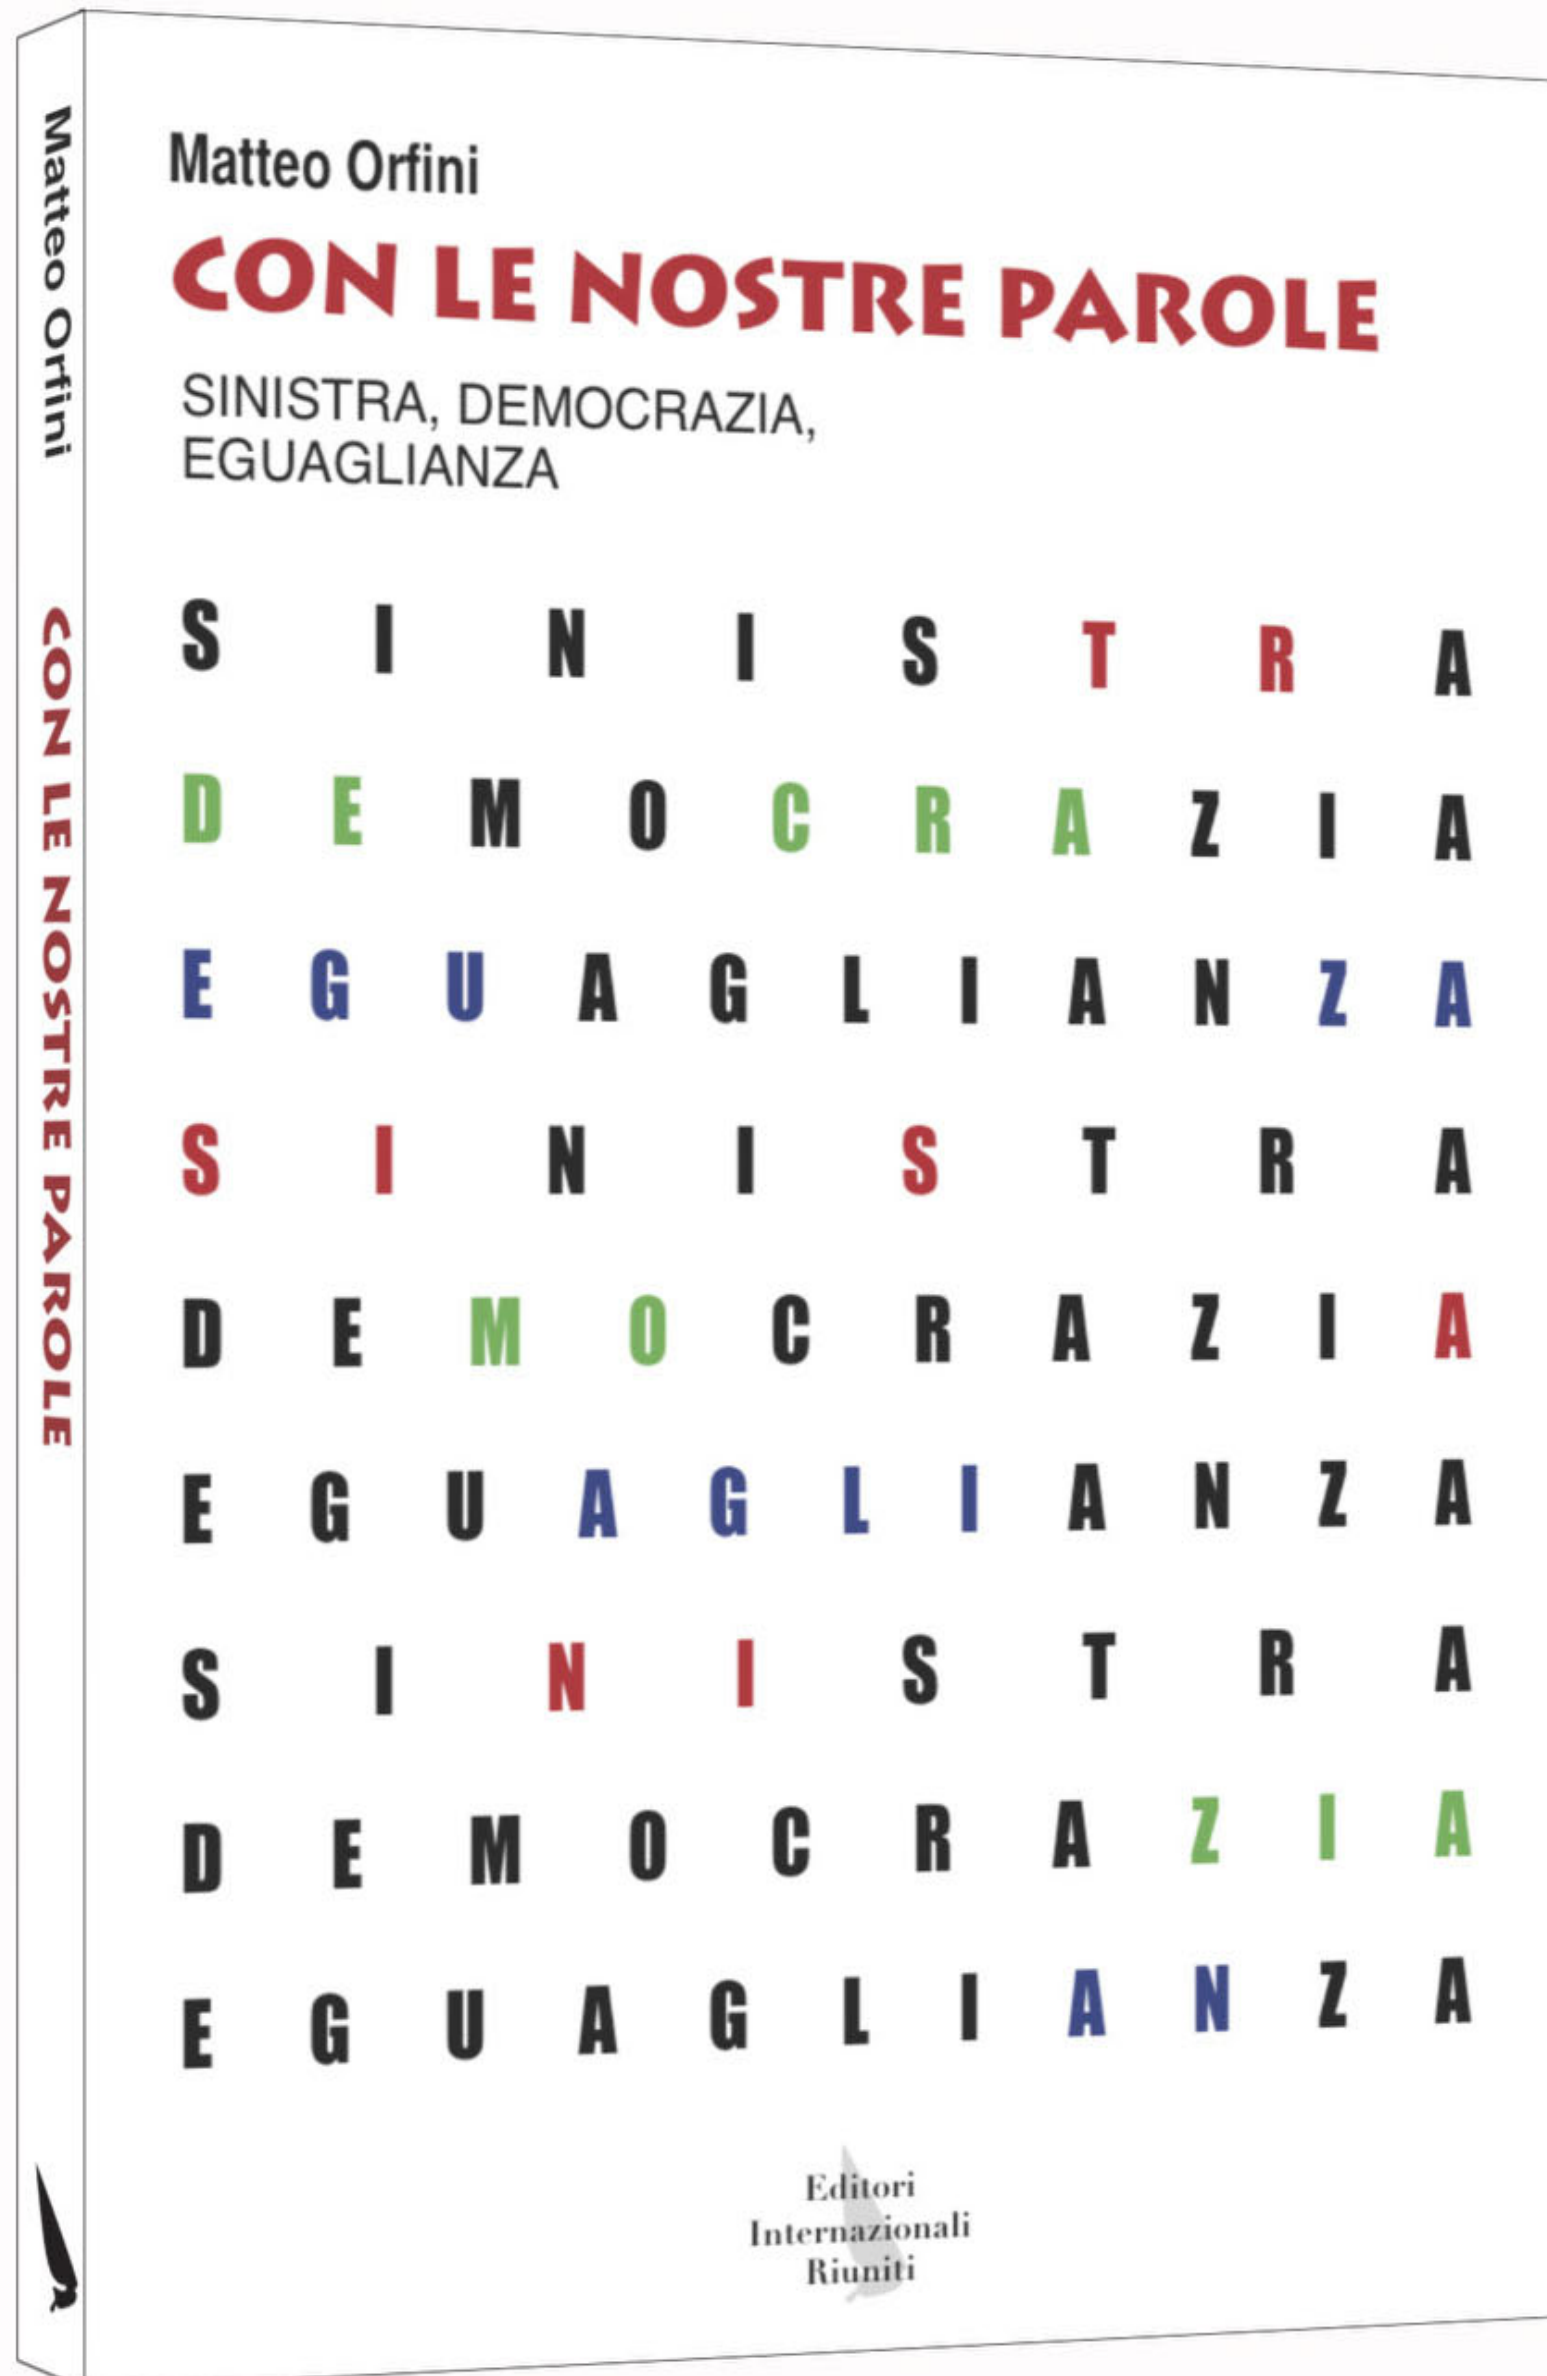 Matteo Orfini
CON LE NOSTRE PAROLE
Matteo Orfini
CON LE NOSTRE PAROLE
SINISTRA, DEMOCRAZIA,
EGUAGLIANZA
S I N I S T R A
D E M O C R A Z I A
E G U A G L I A N Z A
S I N I S T R A
D E M O C R A Z I A
E G U A G L I A N Z A
S I N I S T R A
D E M O C R A Z I A
E G U A G L I A N Z A
Editori
Internazionali
Riuniti